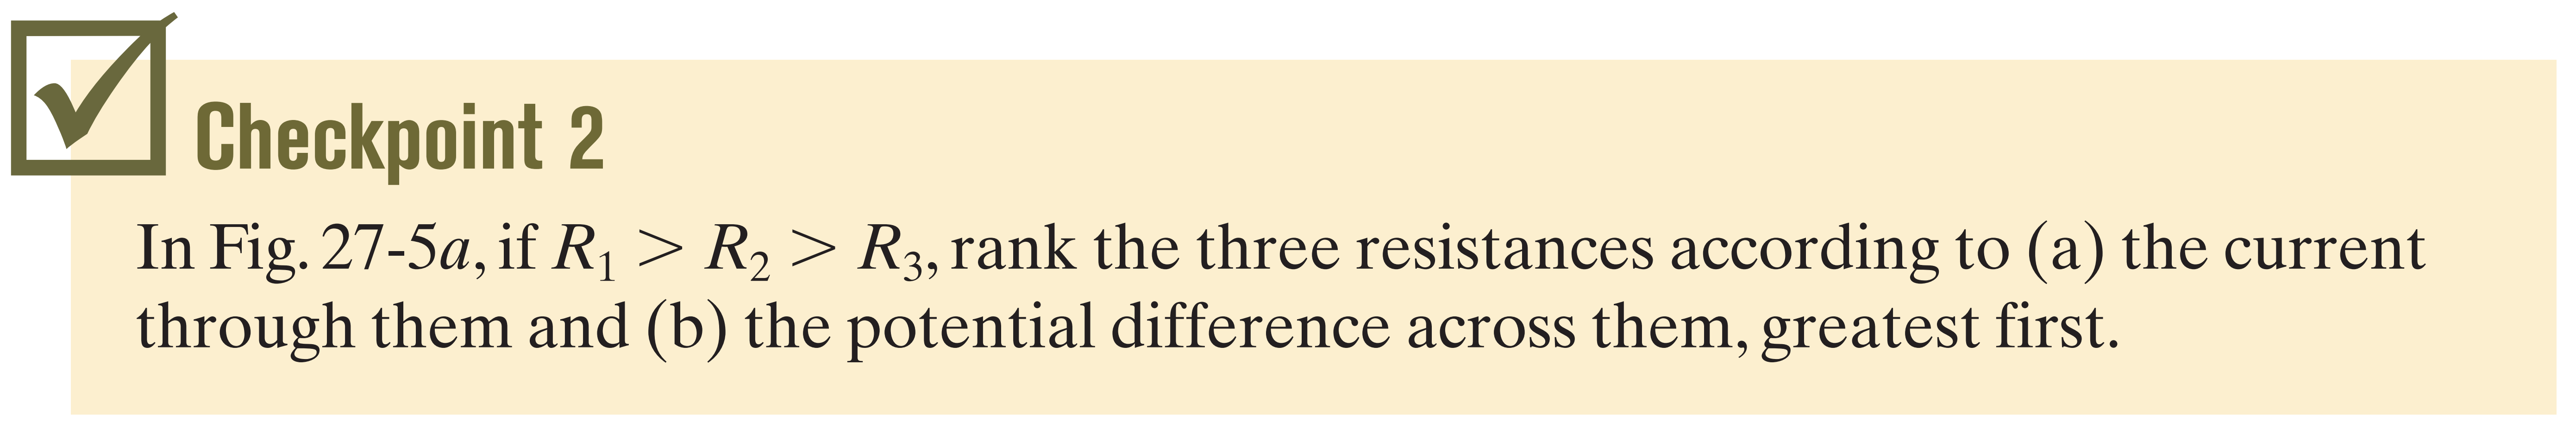 Checkpoint 2
In Fig. 27-5a, if R₁ > R₂ > R₃, rank the three resistances according to (a) the current
through them and (b) the potential difference across them, greatest first.